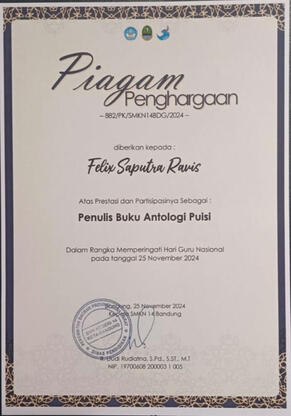 Piagam
Penghargaan
– 882/PK/SMKN14BDG/2024 –
diberikan kepada :
Felix Saputra Ravis
Atas Prestasi dan Partisipasinya Sebagai :
Penulis Buku Antologi Puisi
Dalam Rangka Memperingati Hari Guru Nasional
pada tanggal 25 November 2024
Bandung, 25 November 2024
Kepala SMKN 14 Bandung
Rudiatna, S.Pd., S.ST., M.T
NIP. 19700608 200003 1 005